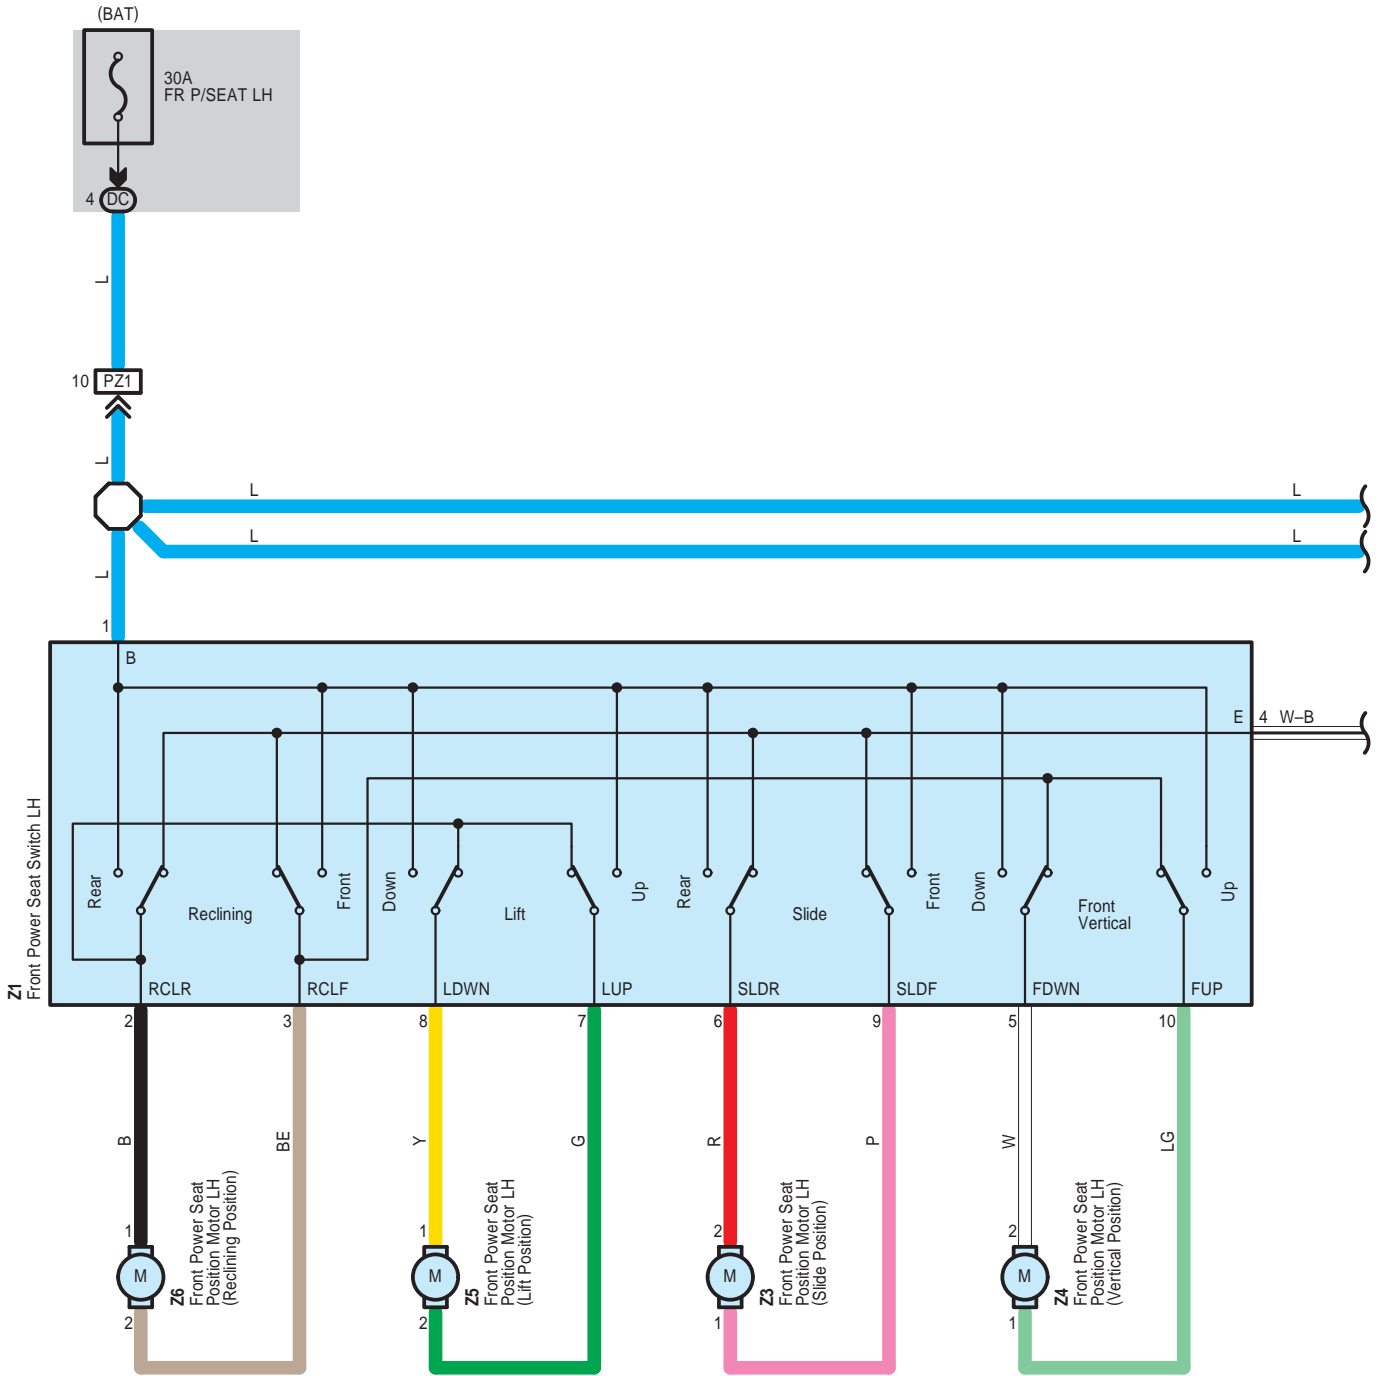 (BAT)
30A
FR P/SEAT LH
4 DC
L
10 PZ1
L
L
L
L
L
L
1
B
E
4 W–B
Z1
Front Power Seat Switch LH
Rear
Reclining
Front
Down
Lift
Up
Rear
Slide
Front
Down
Front
Vertical
Up
RCLR
RCLF
LDWN
LUP
SLDR
SLDF
FDWN
FUP
2
3
8
7
6
9
5
10
B
BE
Y
G
R
P
W
LG
1
M
2
Z6
Front Power Seat
Position Motor LH
(Reclining Position)
1
M
2
Z5
Front Power Seat
Position Motor LH
(Lift Position)
2
M
1
Z3
Front Power Seat
Position Motor LH
(Slide Position)
2
M
1
Z4
Front Power Seat
Position Motor LH
(Vertical Position)